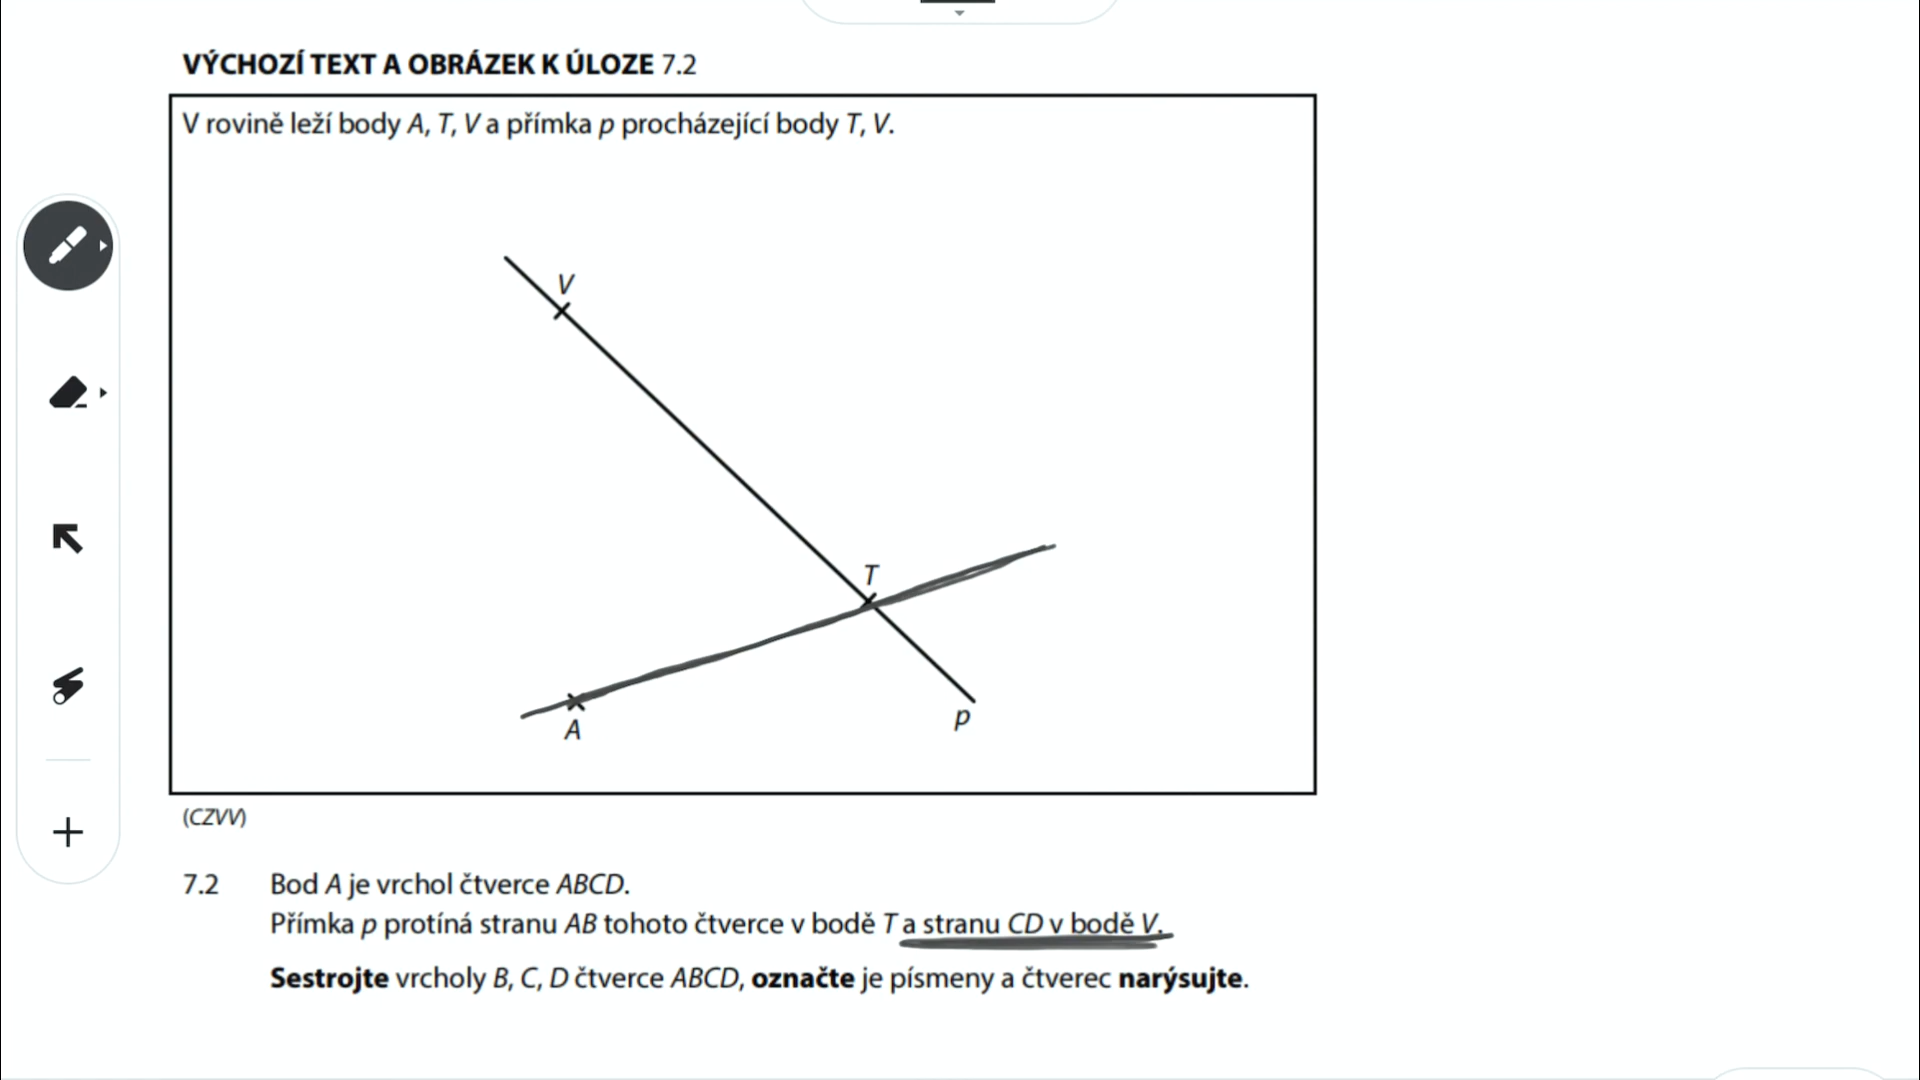 VÝCHOZÍ TEXT A OBRÁZEK K ÚLOZE 7.2
V rovině leží body A, T, V a přímka p procházející body T, V.
V
T
A
p
(CZVV)
7.2 Bod A je vrchol čtverce ABCD.
Přímka p protíná stranu AB tohoto čtverce v bodě T a stranu CD v bodě V.
Sestrojte vrcholy B, C, D čtverce ABCD, označte je písmeny a čtverec narýsujte.